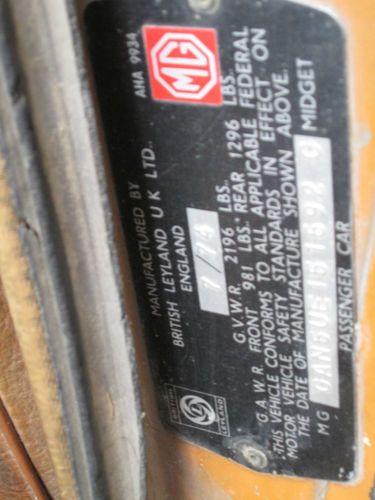 AHA 9934
MG
MANUFACTURED BY
BRITISH LEYLAND U K LTD.
ENGLAND
7/74
G.V.W.R. 2196 LBS.
G.A.W.R. FRONT 981 LBS. REAR 1296 LBS.
THIS VEHICLE CONFORMS TO ALL APPLICABLE FEDERAL
MOTOR VEHICLE SAFETY STANDARDS IN EFFECT ON
THE DATE OF MANUFACTURE SHOWN ABOVE.
MG GAN5UE151592 G MIDGET
PASSENGER CAR
LEYLAND